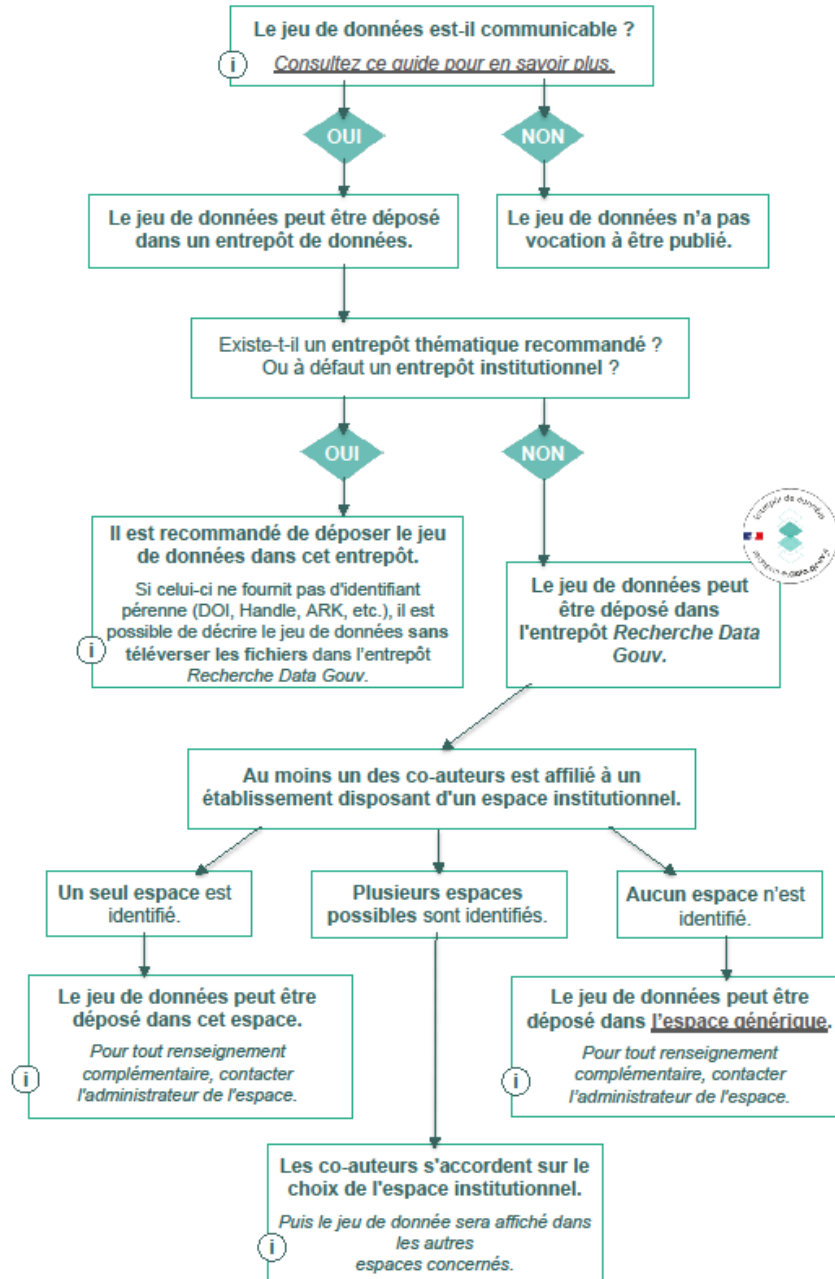 Le jeu de données est-il communicable ?
Consultez ce guide pour en savoir plus.
OUI
NON
Le jeu de données peut être déposé
dans un entrepôt de données.
Le jeu de données n'a pas
vocation à être publié.
Existe-t-il un entrepôt thématique recommandé ?
Ou à défaut un entrepôt institutionnel ?
OUI
NON
Il est recommandé de déposer le jeu
de données dans cet entrepôt.
Si celui-ci ne fournit pas d'identifiant
pérenne (DOI, Handle, ARK, etc.), il est
possible de décrire le jeu de données sans
téléverser les fichiers dans l'entrepôt
Recherche Data Gouv.
Le jeu de données peut
être déposé dans
l'entrepôt Recherche Data
Gouv.
Au moins un des co-auteurs est affilié à un
établissement disposant d'un espace institutionnel.
Un seul espace est
identifié.
Plusieurs espaces
possibles sont identifiés.
Aucun espace n'est
identifié.
Le jeu de données peut être
déposé dans cet espace.
Pour tout renseignement
complémentaire, contacter
l'administrateur de l'espace.
Le jeu de données peut être
déposé dans l'espace générique.
Pour tout renseignement
complémentaire, contacter
l'administrateur de l'espace.
Les co-auteurs s'accordent sur le
choix de l'espace institutionnel.
Puis le jeu de donnée sera affiché dans
les autres
espaces concernés.